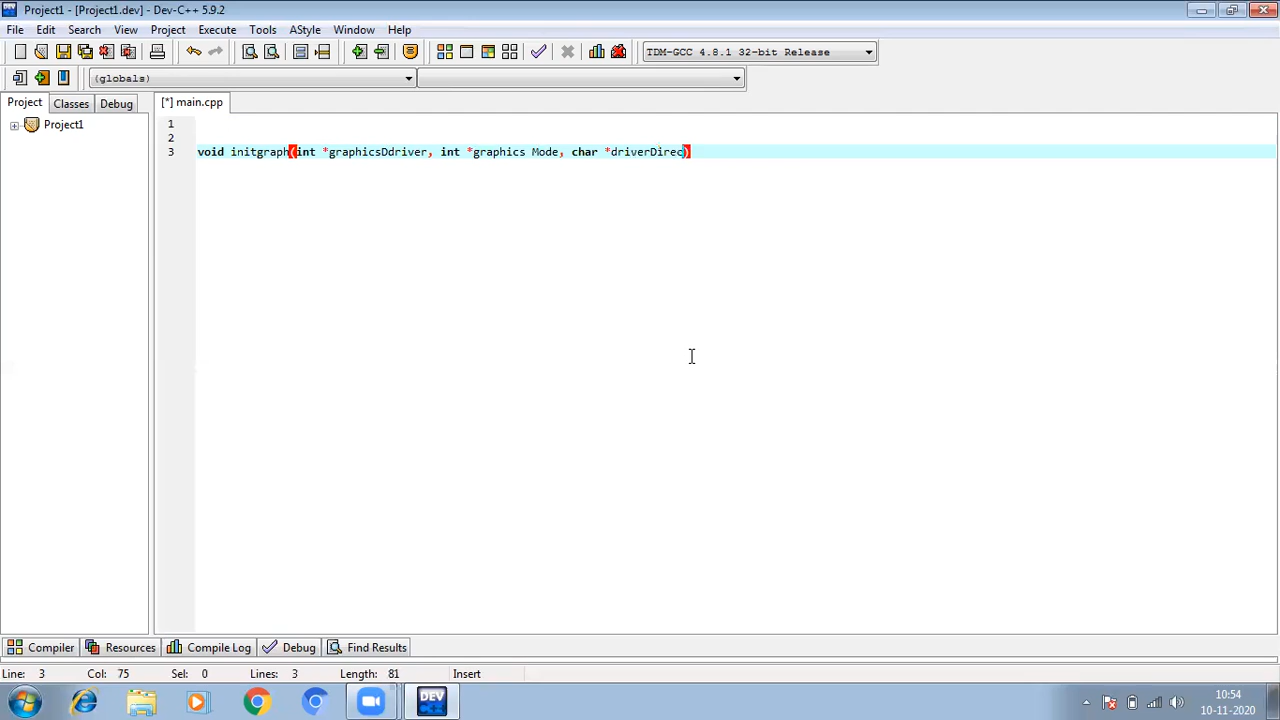 Project1 - [Project1.dev] - Dev-C++ 5.9.2
File Edit Search View Project Execute Tools AStyle Window Help
TDM-GCC 4.8.1 32-bit Release
(globals)
Project Classes Debug [*] main.cpp
Project1
1
2
3 void initgraph(int *graphicsDdriver, int *graphics Mode, char *driverDirec)
Compiler Resources Compile Log Debug Find Results
Line: 3 Col: 75 Sel: 0 Lines: 3 Length: 81 Insert
DEV
10:54
10-11-2020